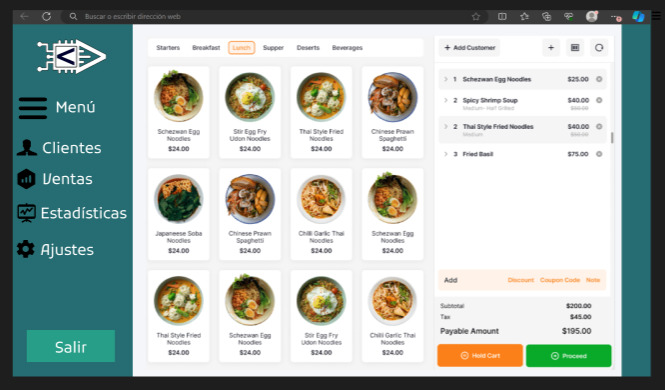 Buscar o escribir dirección web
Menú
Clientes
Ventas
Estadísticas
Ajustes
Salir
Starters Breakfast Lunch Supper Deserts Beverages
Schezwan Egg
Noodles
$24.00
Stir Egg Fry
Udon Noodles
$24.00
Thai Style Fried
Noodles
$24.00
Chinese Prawn
Spaghetti
$24.00
Japaneese Soba
Noodles
$24.00
Chinese Prawn
Spaghetti
$24.00
Chilli Garlic Thai
Noodles
$24.00
Schezwan Egg
Noodles
$24.00
Thai Style Fried
Noodles
$24.00
Schezwan Egg
Noodles
$24.00
Stir Egg Fry
Udon Noodles
$24.00
Chilli Garlic Thai
Noodles
$24.00
+ Add Customer +
1 Schezwan Egg Noodles $25.00
2 Spicy Shrimp Soup $40.00
Medium · Half Grilled
2 Thai Style Fried Noodles $40.00
Medium
3 Fried Basil $75.00
Add Discount Coupon Code Note
Subtotal $200.00
Tax $45.00
Payable Amount $195.00
Hold Cart Proceed